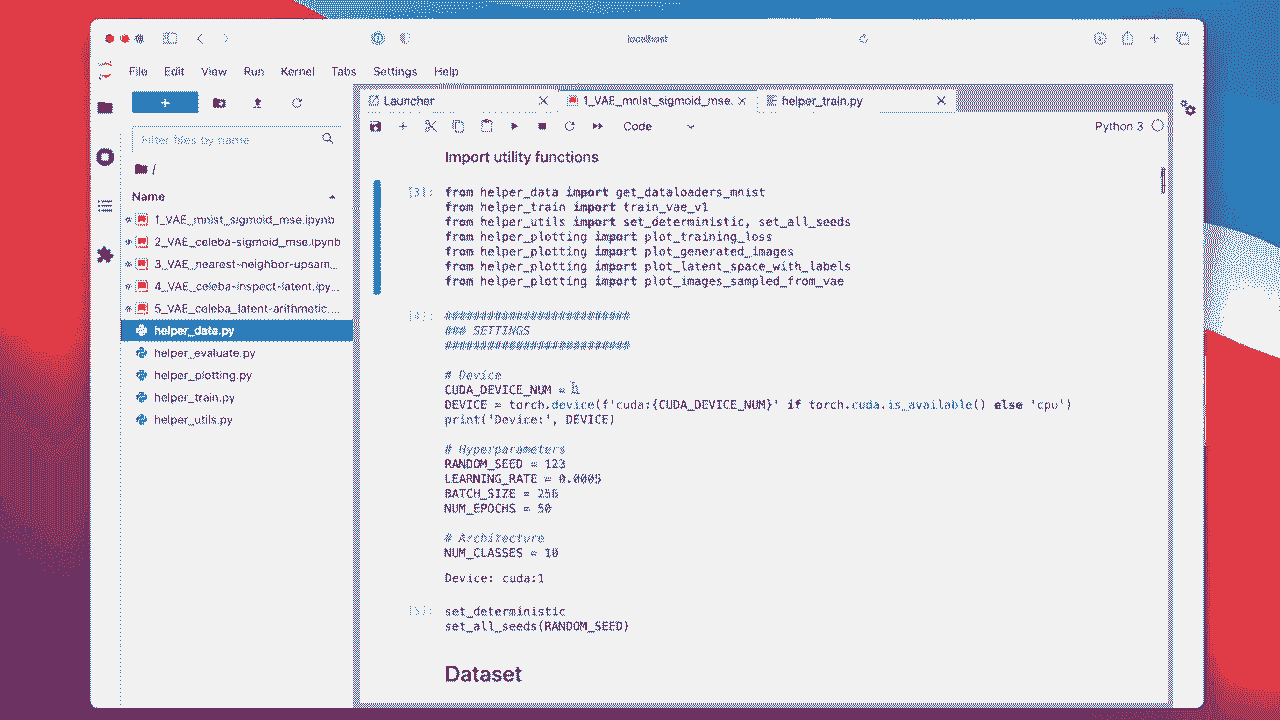 localhost
File Edit View Run Kernel Tabs Settings Help
+
Launcher
1_VAE_mnist_sigmoid_mse.
helper_train.py
Filter files by name
Code
Python 3
/
Name
1_VAE_mnist_sigmoid_mse.ipynb
2_VAE_celeba-sigmoid_mse.ipynb
3_VAE_nearest-neighbor-upsam...
4_VAE_celeba-inspect-latent.ipy...
5_VAE_celeba_latent-arithmetic....
helper_data.py
helper_evaluate.py
helper_plotting.py
helper_train.py
helper_utils.py
Import utility functions
[3]: from helper_data import get_dataloaders_mnist
from helper_train import train_vae_v1
from helper_utils import set_deterministic, set_all_seeds
from helper_plotting import plot_training_loss
from helper_plotting import plot_generated_images
from helper_plotting import plot_latent_space_with_labels
from helper_plotting import plot_images_sampled_from_vae
[4]: ##########################
### SETTINGS
##########################
# Device
CUDA_DEVICE_NUM = 1
DEVICE = torch.device(f'cuda:{CUDA_DEVICE_NUM}' if torch.cuda.is_available() else 'cpu')
print('Device:', DEVICE)
# Hyperparameters
RANDOM_SEED = 123
LEARNING_RATE = 0.0005
BATCH_SIZE = 256
NUM_EPOCHS = 50
# Architecture
NUM_CLASSES = 10
Device: cuda:1
[5]: set_deterministic
set_all_seeds(RANDOM_SEED)
Dataset